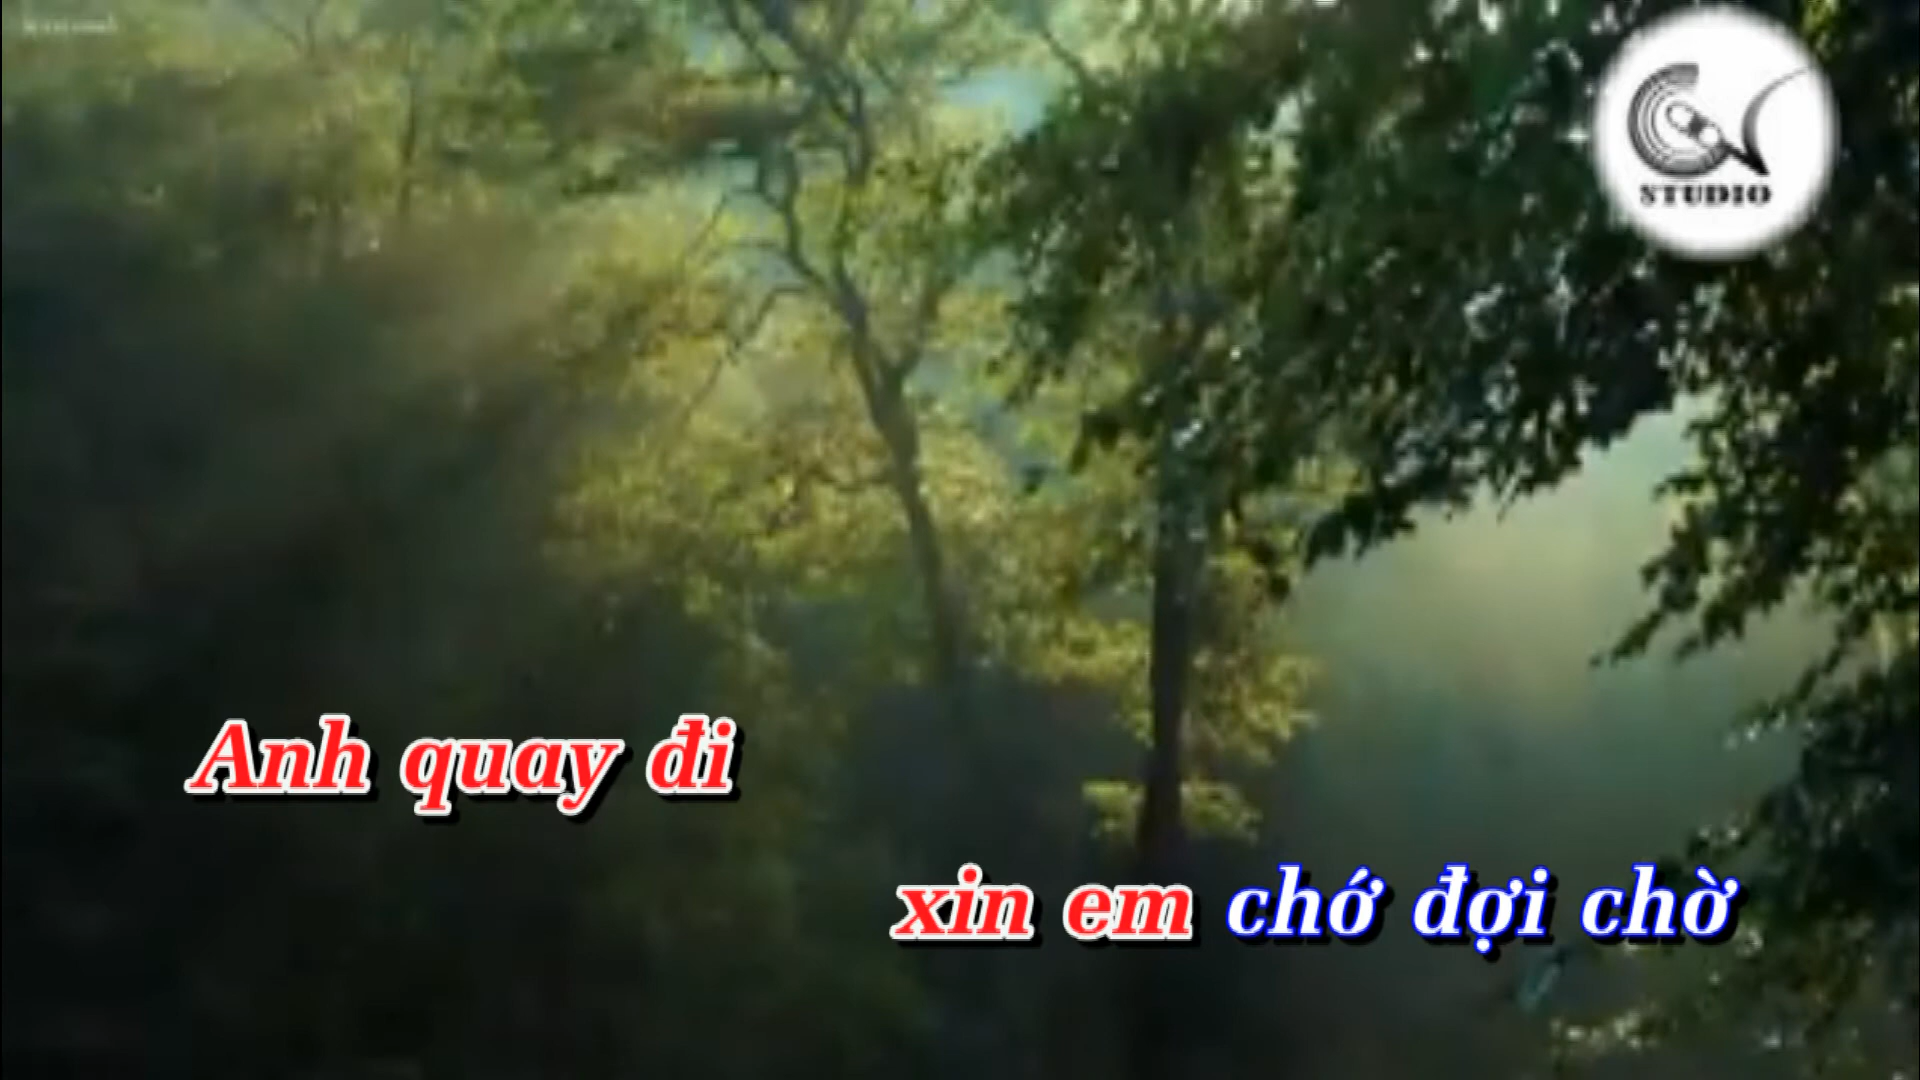 STUDIO
Anh quay đi
xin em chớ đợi chờ